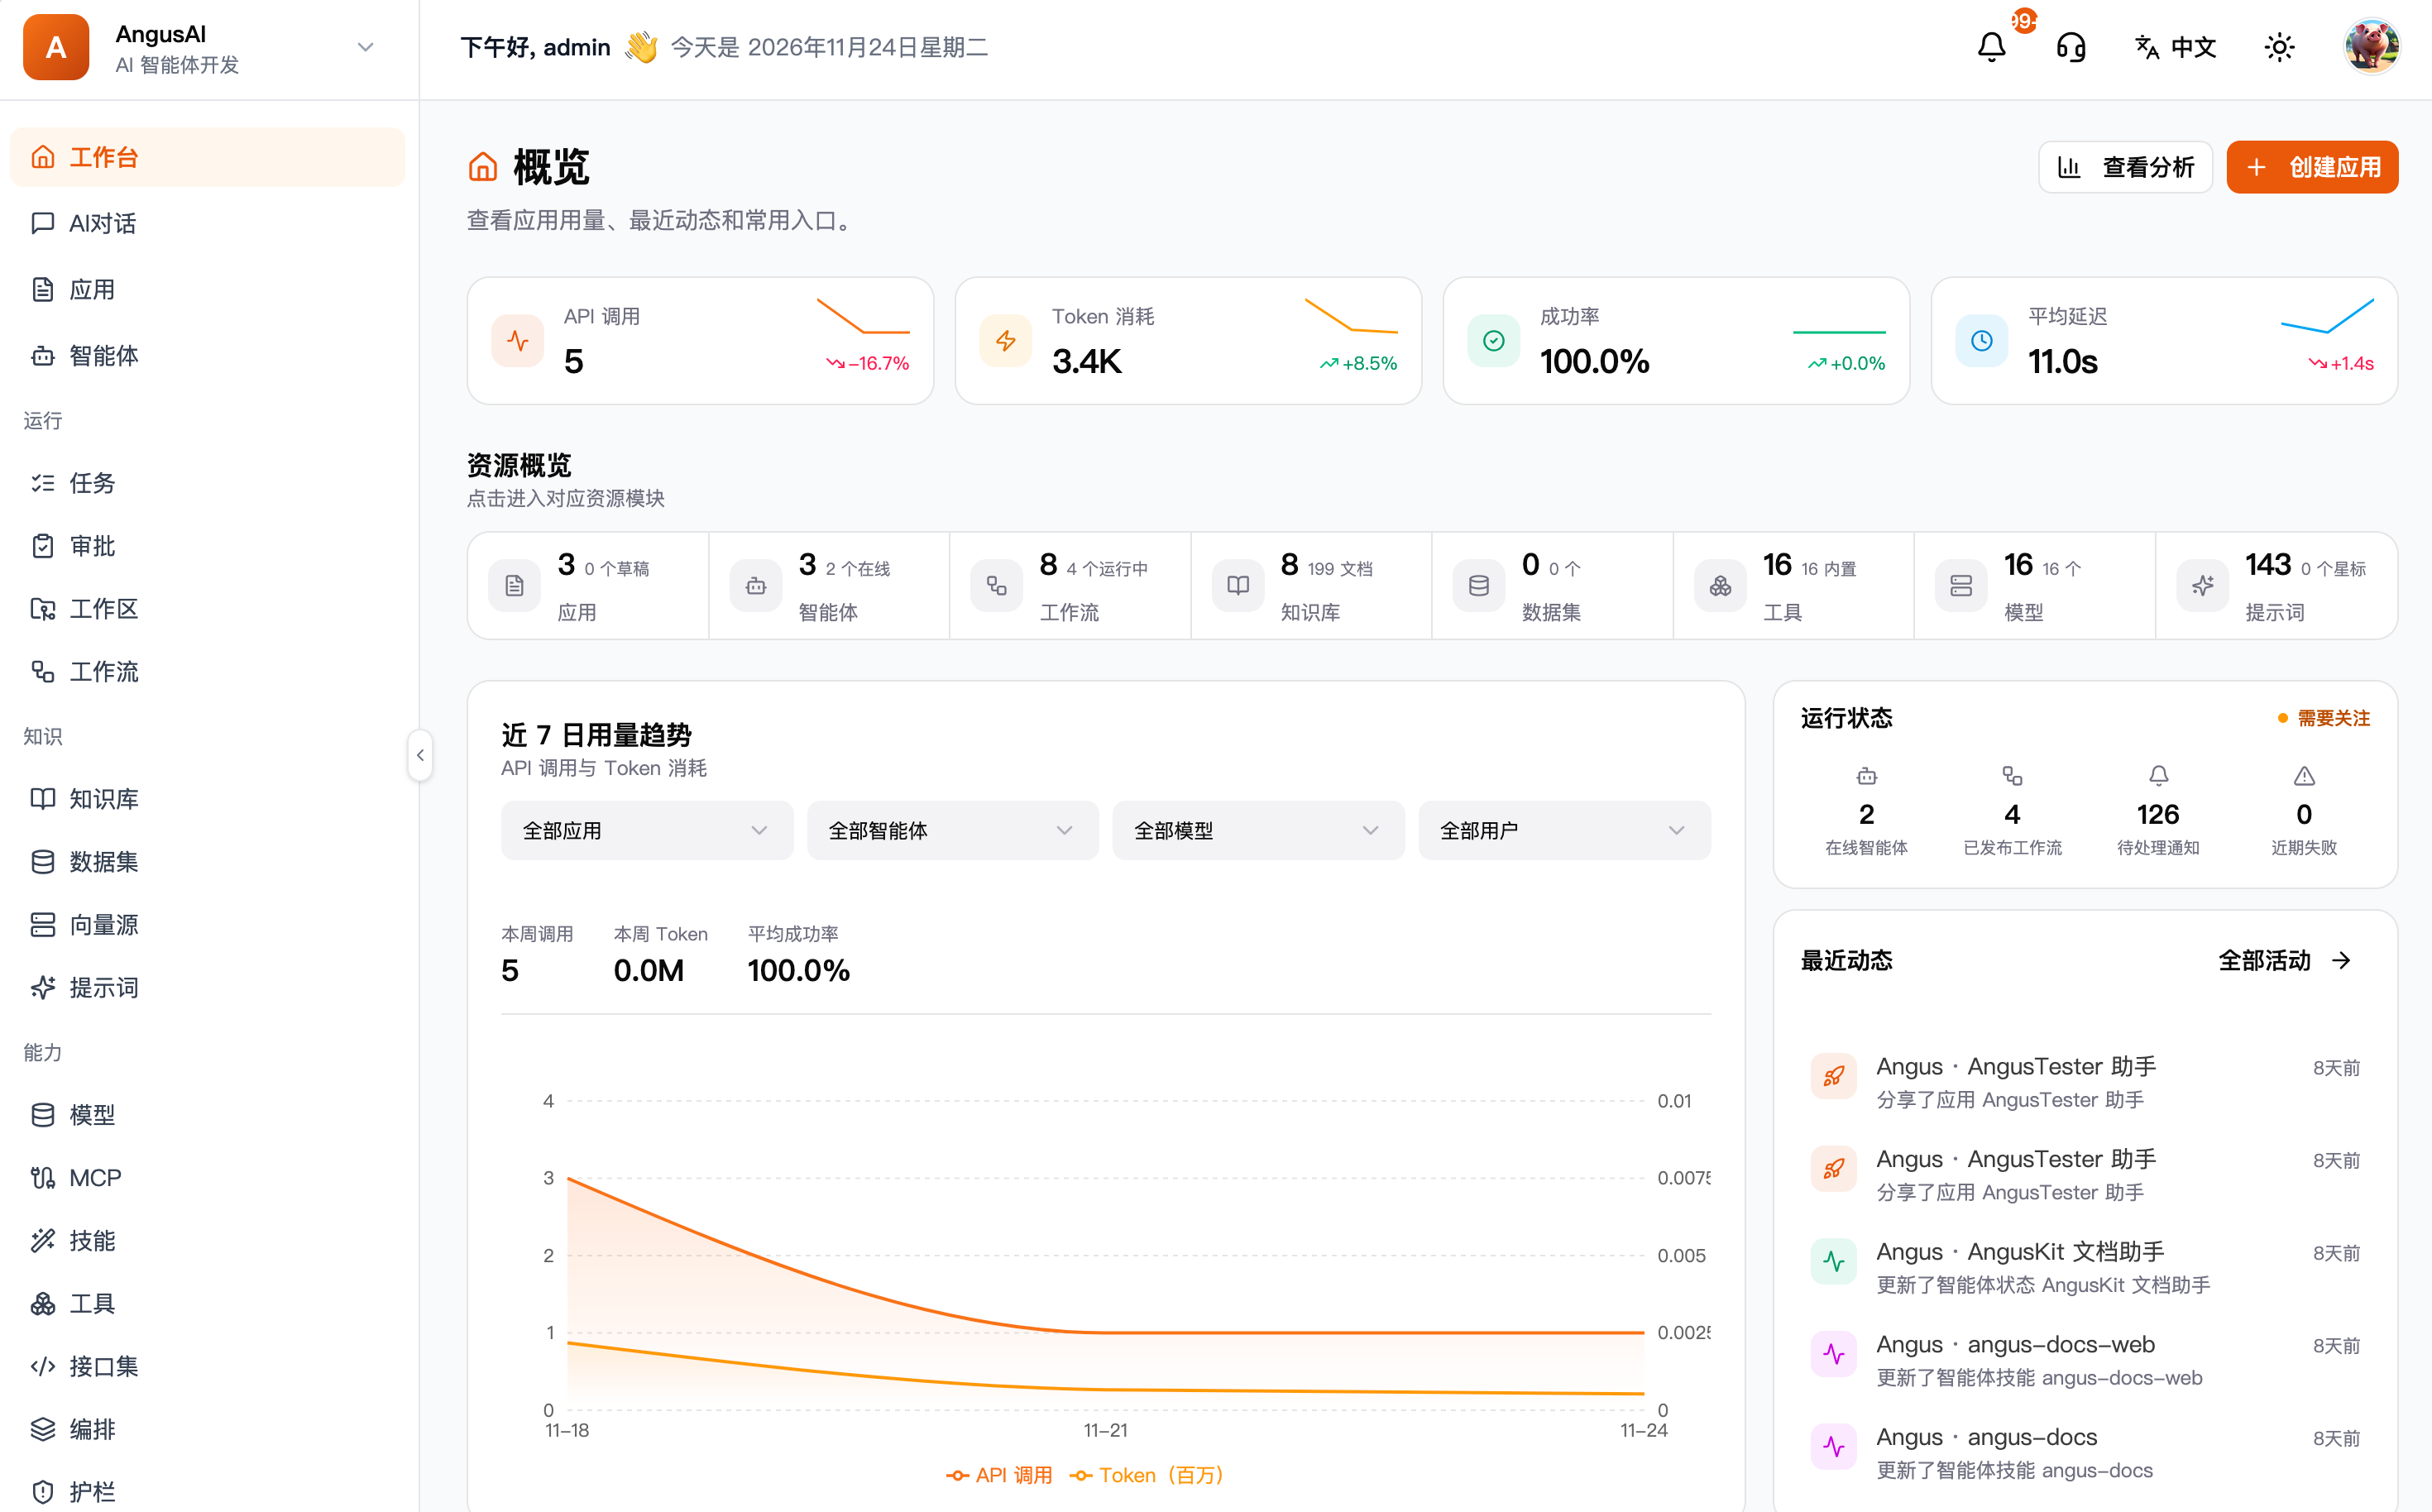 A
AngusAI
AI 智能体开发
下午好, admin 👋 今天是 2026年11月24日星期二
99+
中文
工作台
AI对话
应用
智能体
运行
任务
审批
工作区
工作流
知识
知识库
数据集
向量源
提示词
能力
模型
MCP
技能
工具
接口集
编排
护栏
概览
查看应用用量、最近动态和常用入口。
查看分析
创建应用
API 调用
5
-16.7%
Token 消耗
3.4K
+8.5%
成功率
100.0%
+0.0%
平均延迟
11.0s
+1.4s
资源概览
点击进入对应资源模块
3 0 个草稿
应用
3 2 个在线
智能体
8 4 个运行中
工作流
8 199 文档
知识库
0 0 个
数据集
16 16 内置
工具
16 16 个
模型
143 0 个星标
提示词
近 7 日用量趋势
API 调用与 Token 消耗
全部应用
全部智能体
全部模型
全部用户
本周调用
5
本周 Token
0.0M
平均成功率
100.0%
4
3
2
1
0
0.01
0.0075
0.005
0.0025
0
11-18
11-21
11-24
API 调用
Token（百万）
运行状态
需要关注
2
在线智能体
4
已发布工作流
126
待处理通知
0
近期失败
最近动态
全部活动
Angus · AngusTester 助手
8天前
分享了应用 AngusTester 助手
Angus · AngusTester 助手
8天前
分享了应用 AngusTester 助手
Angus · AngusKit 文档助手
8天前
更新了智能体状态 AngusKit 文档助手
Angus · angus-docs-web
8天前
更新了智能体技能 angus-docs-web
Angus · angus-docs
8天前
更新了智能体技能 angus-docs